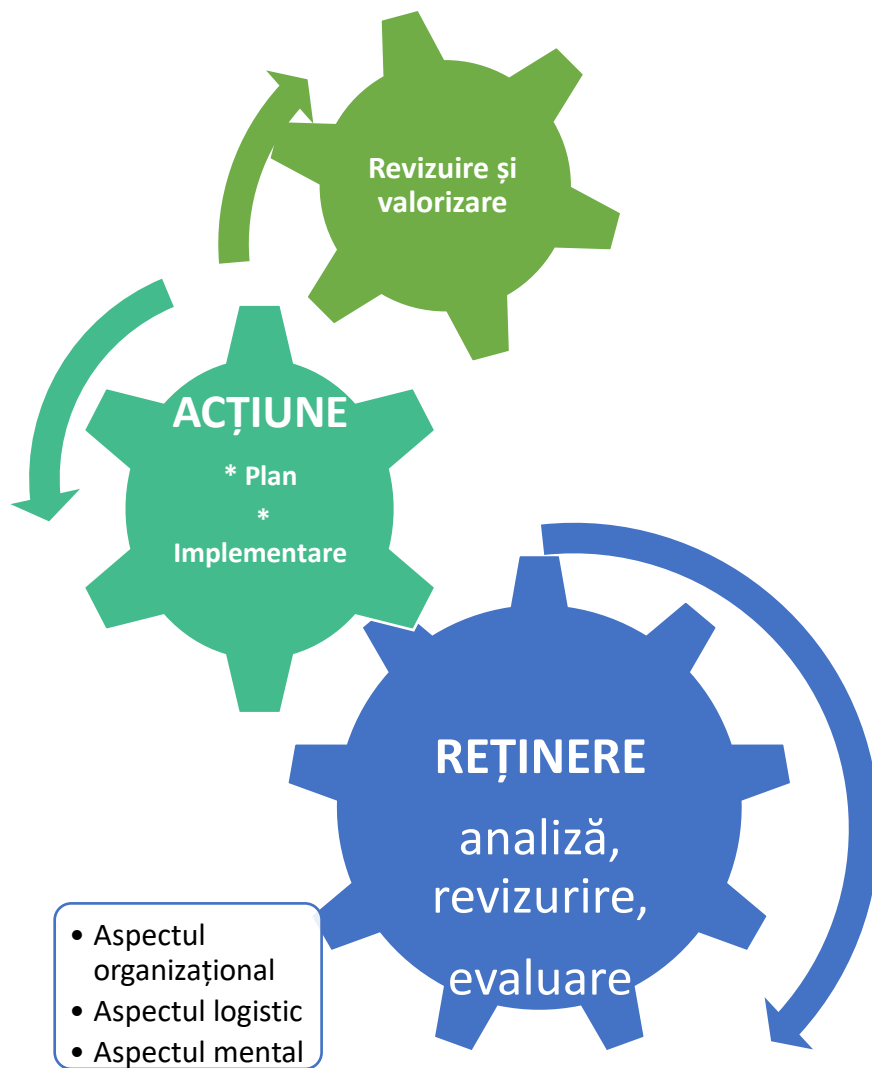 Revizuire și
valorizare
ACȚIUNE
* Plan
*
Implementare
REȚINERE
analiză,
revizurire,
evaluare
• Aspectul
organizațional
• Aspectul logistic
• Aspectul mental